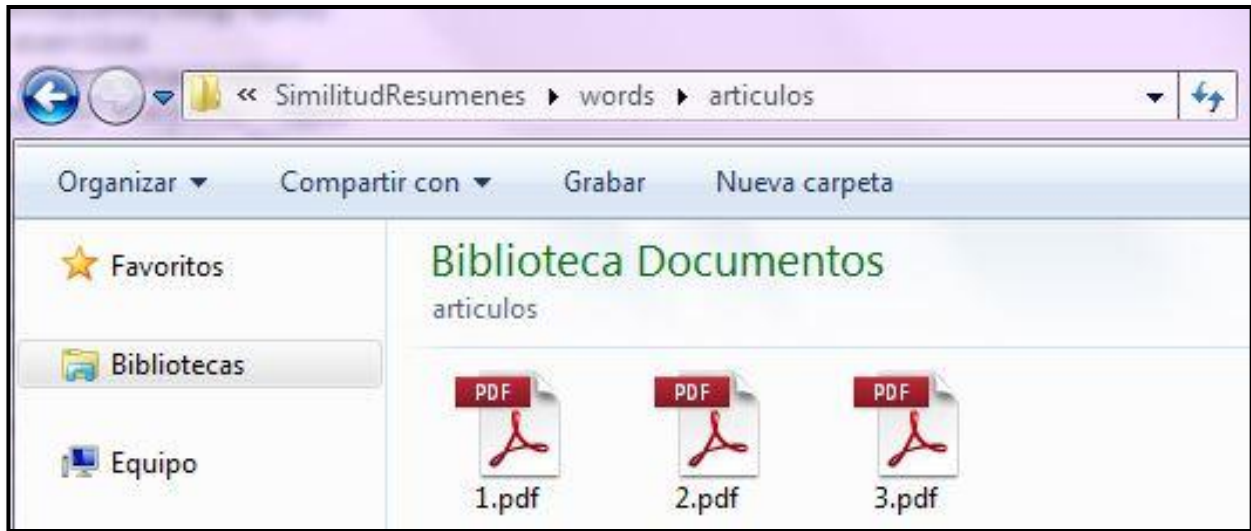 « SimilitudResumenes words articulos
Organizar Compartir con Grabar Nueva carpeta
Favoritos
Biblioteca Documentos
articulos
Bibliotecas
Equipo
PDF PDF PDF
1.pdf 2.pdf 3.pdf